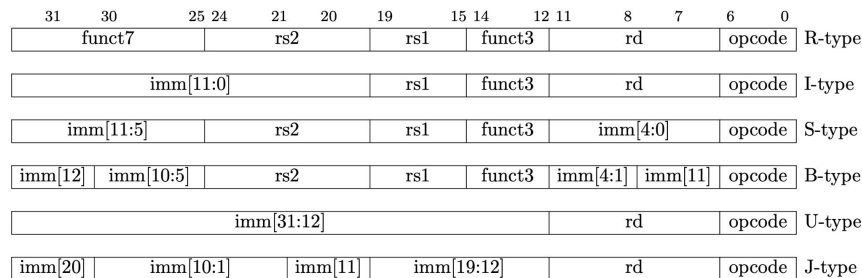 31 30 25 24 21 20 19 15 14 12 11 8 7 6 0
funct7 rs2 rs1 funct3 rd opcode R-type
imm[11:0] rs1 funct3 rd opcode I-type
imm[11:5] rs2 rs1 funct3 imm[4:0] opcode S-type
imm[12] imm[10:5] rs2 rs1 funct3 imm[4:1] imm[11] opcode B-type
imm[31:12] rd opcode U-type
imm[20] imm[10:1] imm[11] imm[19:12] rd opcode J-type